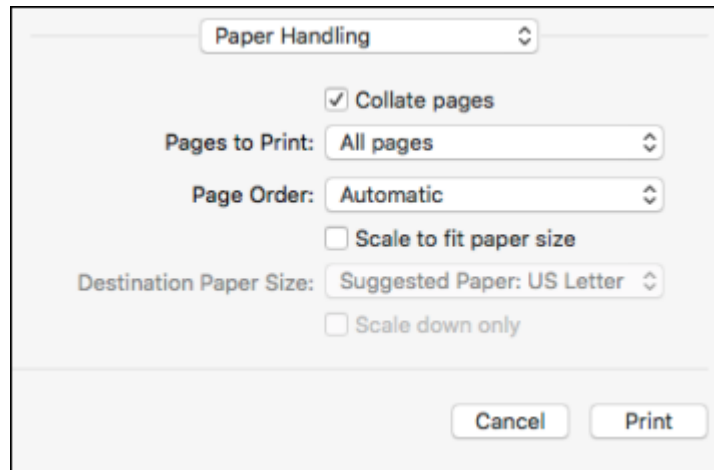 Paper Handling
Collate pages
Pages to Print: All pages
Page Order: Automatic
Scale to fit paper size
Destination Paper Size: Suggested Paper: US Letter
Scale down only
Cancel Print